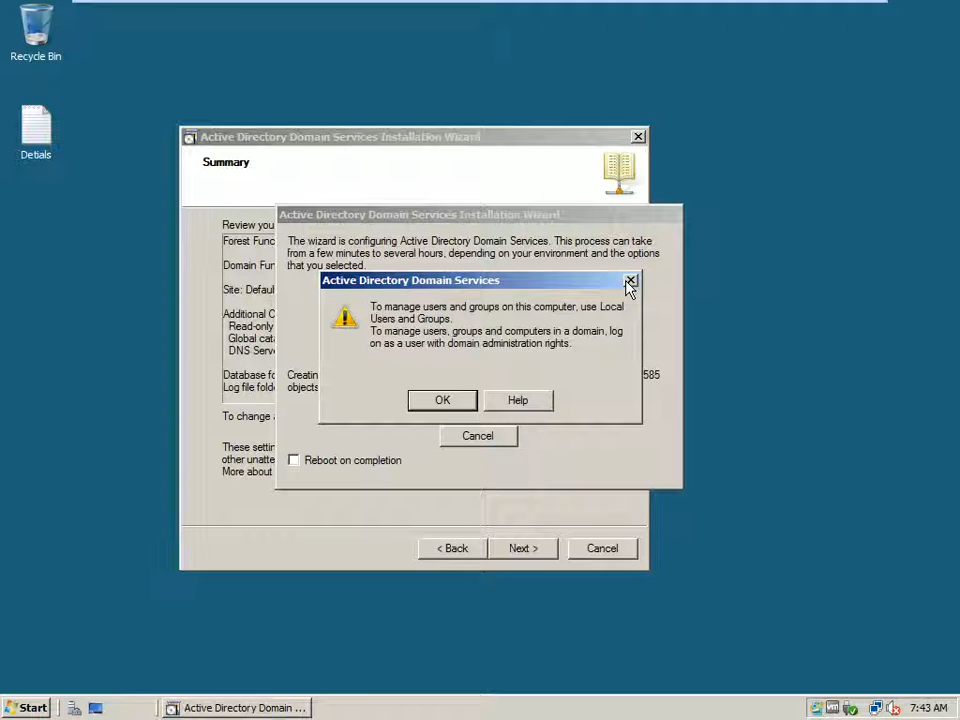 Recycle Bin
Detials
Active Directory Domain Services Installation Wizard
Summary
Review you
Forest Func
Domain Fun
Site: Defaul
Additional C
Read-only
Global cata
DNS Serve
Database fo
Log file folde
To change a
These settin
other unatte
More about
Active Directory Domain Services Installation Wizard
The wizard is configuring Active Directory Domain Services. This process can take
from a few minutes to several hours, depending on your environment and the options
that you selected.
Creatin
585
objects
Active Directory Domain Services
To manage users and groups on this computer, use Local
Users and Groups.
To manage users, groups and computers in a domain, log
on as a user with domain administration rights.
OK
Help
Cancel
Reboot on completion
< Back
Next >
Cancel
Start
Active Directory Domain ...
7:43 AM